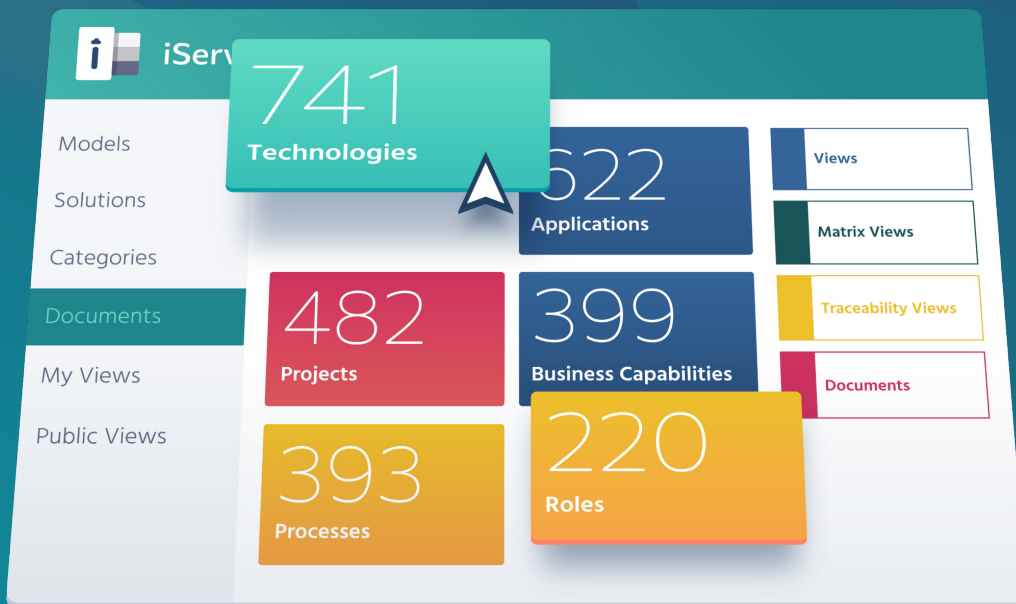 iServ
741
Technologies
622
Applications
482
Projects
399
Business Capabilities
393
Processes
220
Roles
Models
Solutions
Categories
Documents
My Views
Public Views
Views
Matrix Views
Traceability Views
Documents